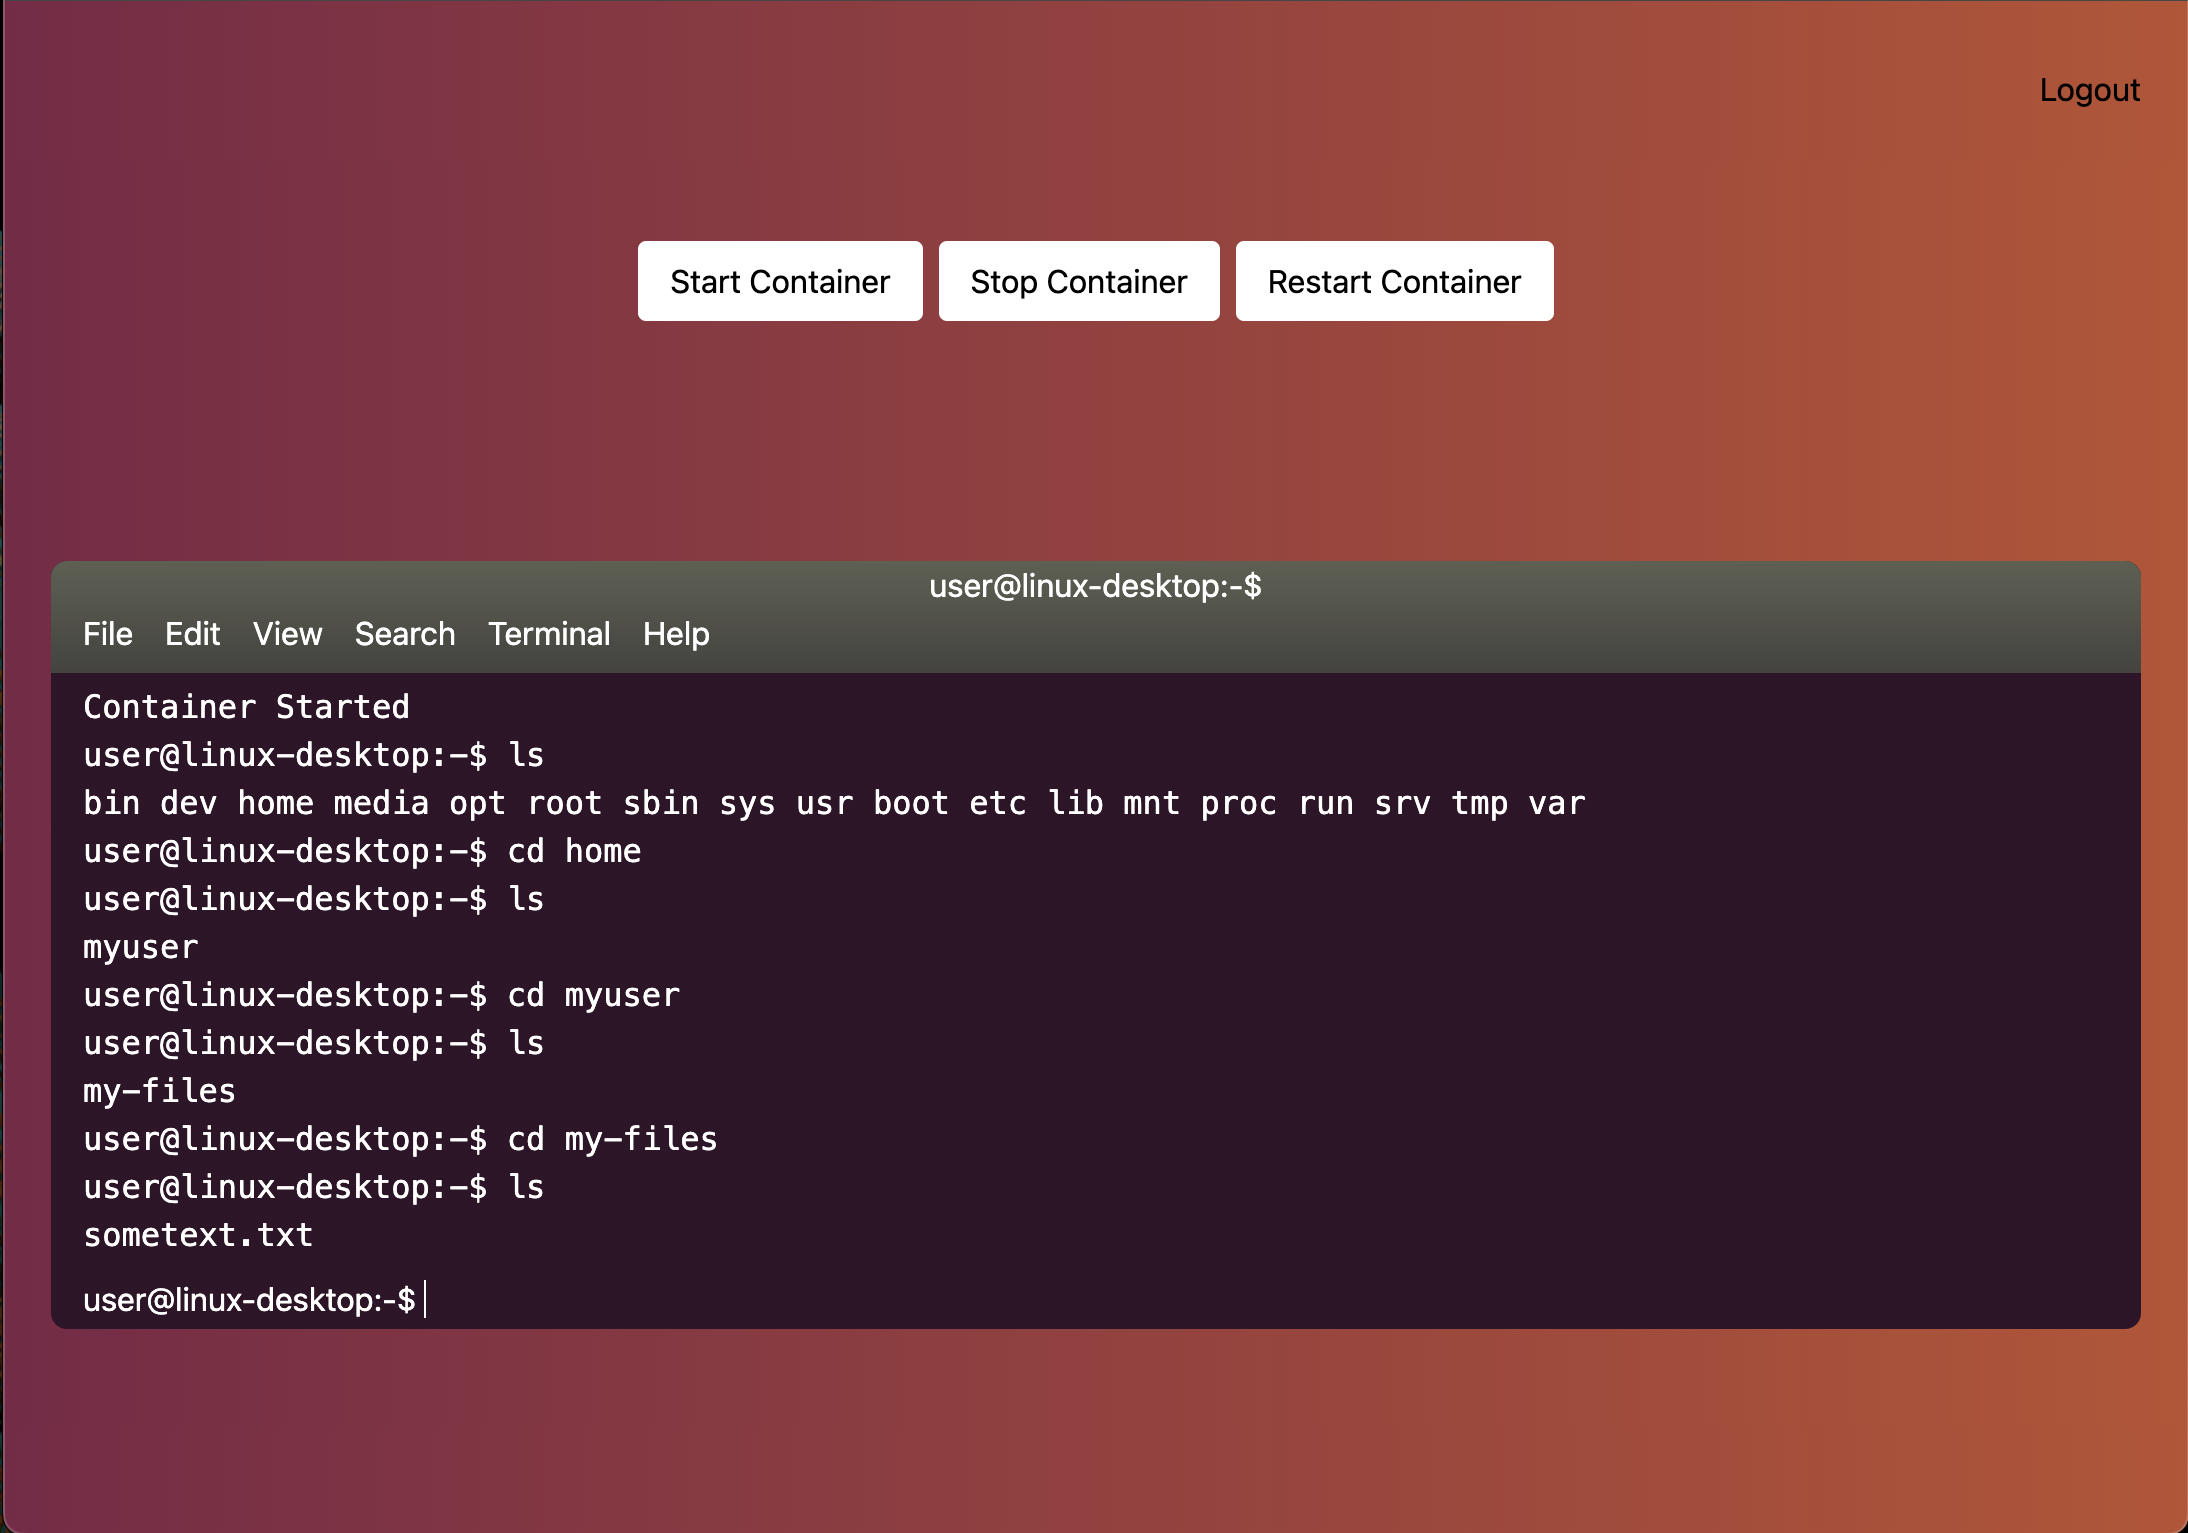 Logout
Start Container Stop Container Restart Container
user@linux-desktop:-$
File Edit View Search Terminal Help
Container Started
user@linux-desktop:-$ ls
bin dev home media opt root sbin sys usr boot etc lib mnt proc run srv tmp var
user@linux-desktop:-$ cd home
user@linux-desktop:-$ ls
myuser
user@linux-desktop:-$ cd myuser
user@linux-desktop:-$ ls
my-files
user@linux-desktop:-$ cd my-files
user@linux-desktop:-$ ls
sometext.txt
user@linux-desktop:-$